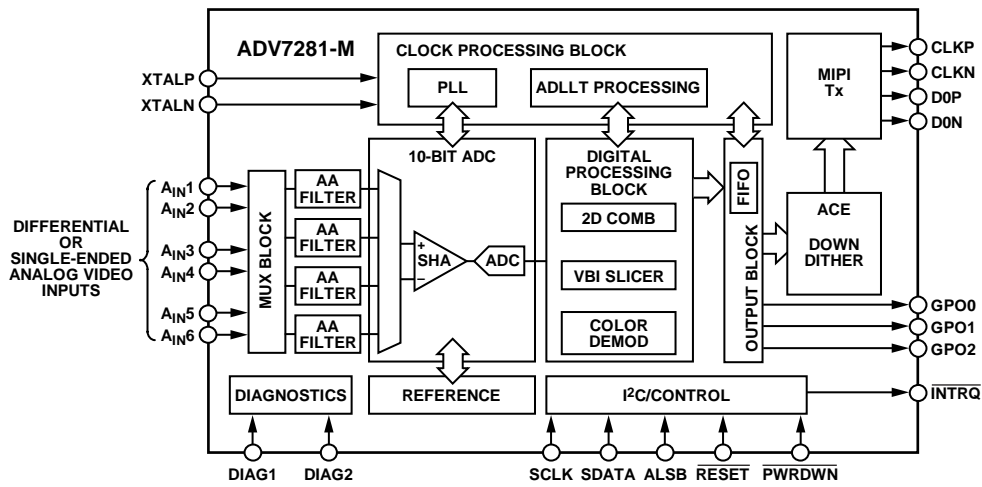 ADV7281-M
CLOCK PROCESSING BLOCK
PLL
ADLLT PROCESSING
XTALP
XTALN
MIPI
Tx
CLKP
CLKN
D0P
D0N
10-BIT ADC
DIGITAL
PROCESSING
BLOCK
2D COMB
VBI SLICER
COLOR
DEMOD
FIFO
OUTPUT BLOCK
ACE
DOWN
DITHER
DIFFERENTIAL
OR
SINGLE-ENDED
ANALOG VIDEO
INPUTS
AIN1
AIN2
AIN3
AIN4
AIN5
AIN6
MUX BLOCK
AA
FILTER
AA
FILTER
AA
FILTER
AA
FILTER
+
SHA
–
ADC
GPO0
GPO1
GPO2
DIAGNOSTICS
REFERENCE
I2C/CONTROL
INTRQ
DIAG1
DIAG2
SCLK
SDATA
ALSB
RESET
PWRDWN